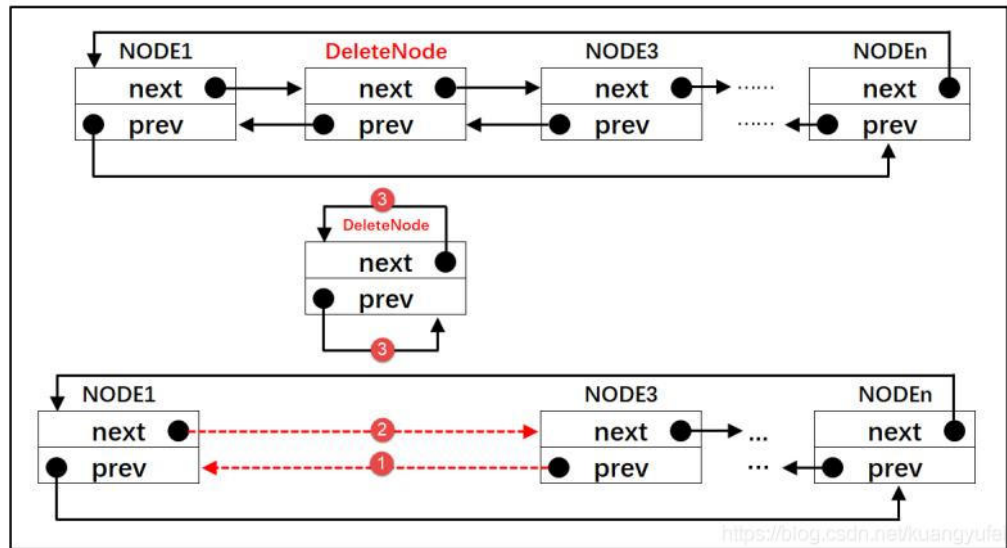 NODE1 DeleteNode NODE3 NODEn
next next next …… next
prev prev prev …… prev
3
DeleteNode
next
prev
3
NODE1 NODE3 NODEn
next 2 next ... next
prev 1 prev ... prev
https://blog.csdn.net/kuangyufei